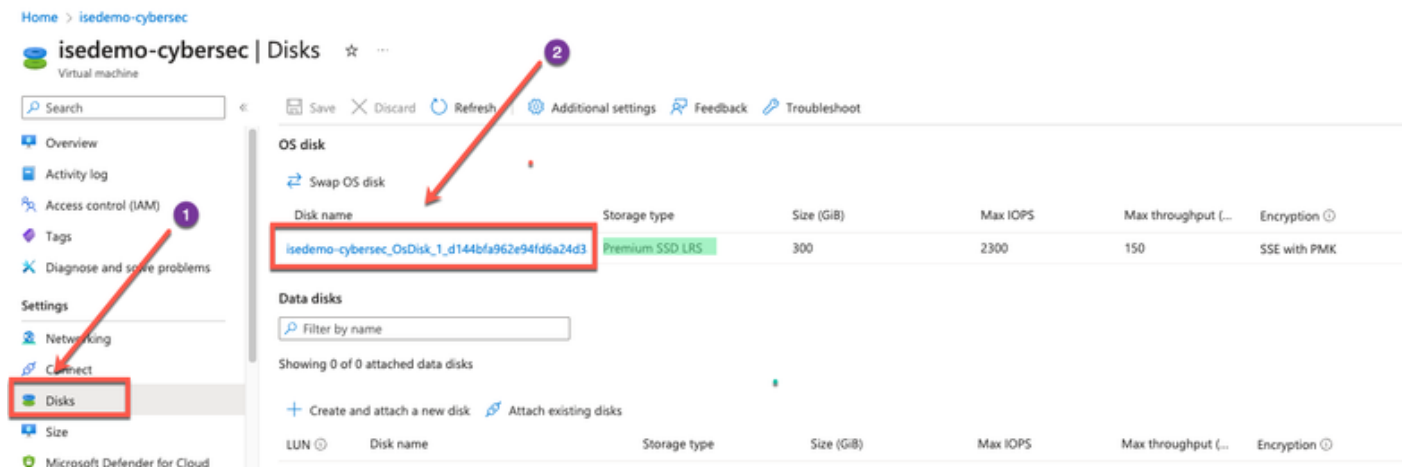 Home > isedemo-cybersec
isedemo-cybersec | Disks
Virtual machine
2
Search
Save Discard Refresh Additional settings Feedback Troubleshoot
Overview
Activity log
Access control (IAM)
1
Tags
Diagnose and solve problems
Settings
Networking
Connect
Disks
Size
Microsoft Defender for Cloud
OS disk
Swap OS disk
Disk name Storage type Size (GiB) Max IOPS Max throughput (... Encryption
isedemo-cybersec_OsDisk_1_d144bfa962e94fd6a24d3 Premium SSD LRS 300 2300 150 SSE with PMK
Data disks
Filter by name
Showing 0 of 0 attached data disks
Create and attach a new disk Attach existing disks
LUN Disk name Storage type Size (GiB) Max IOPS Max throughput (... Encryption